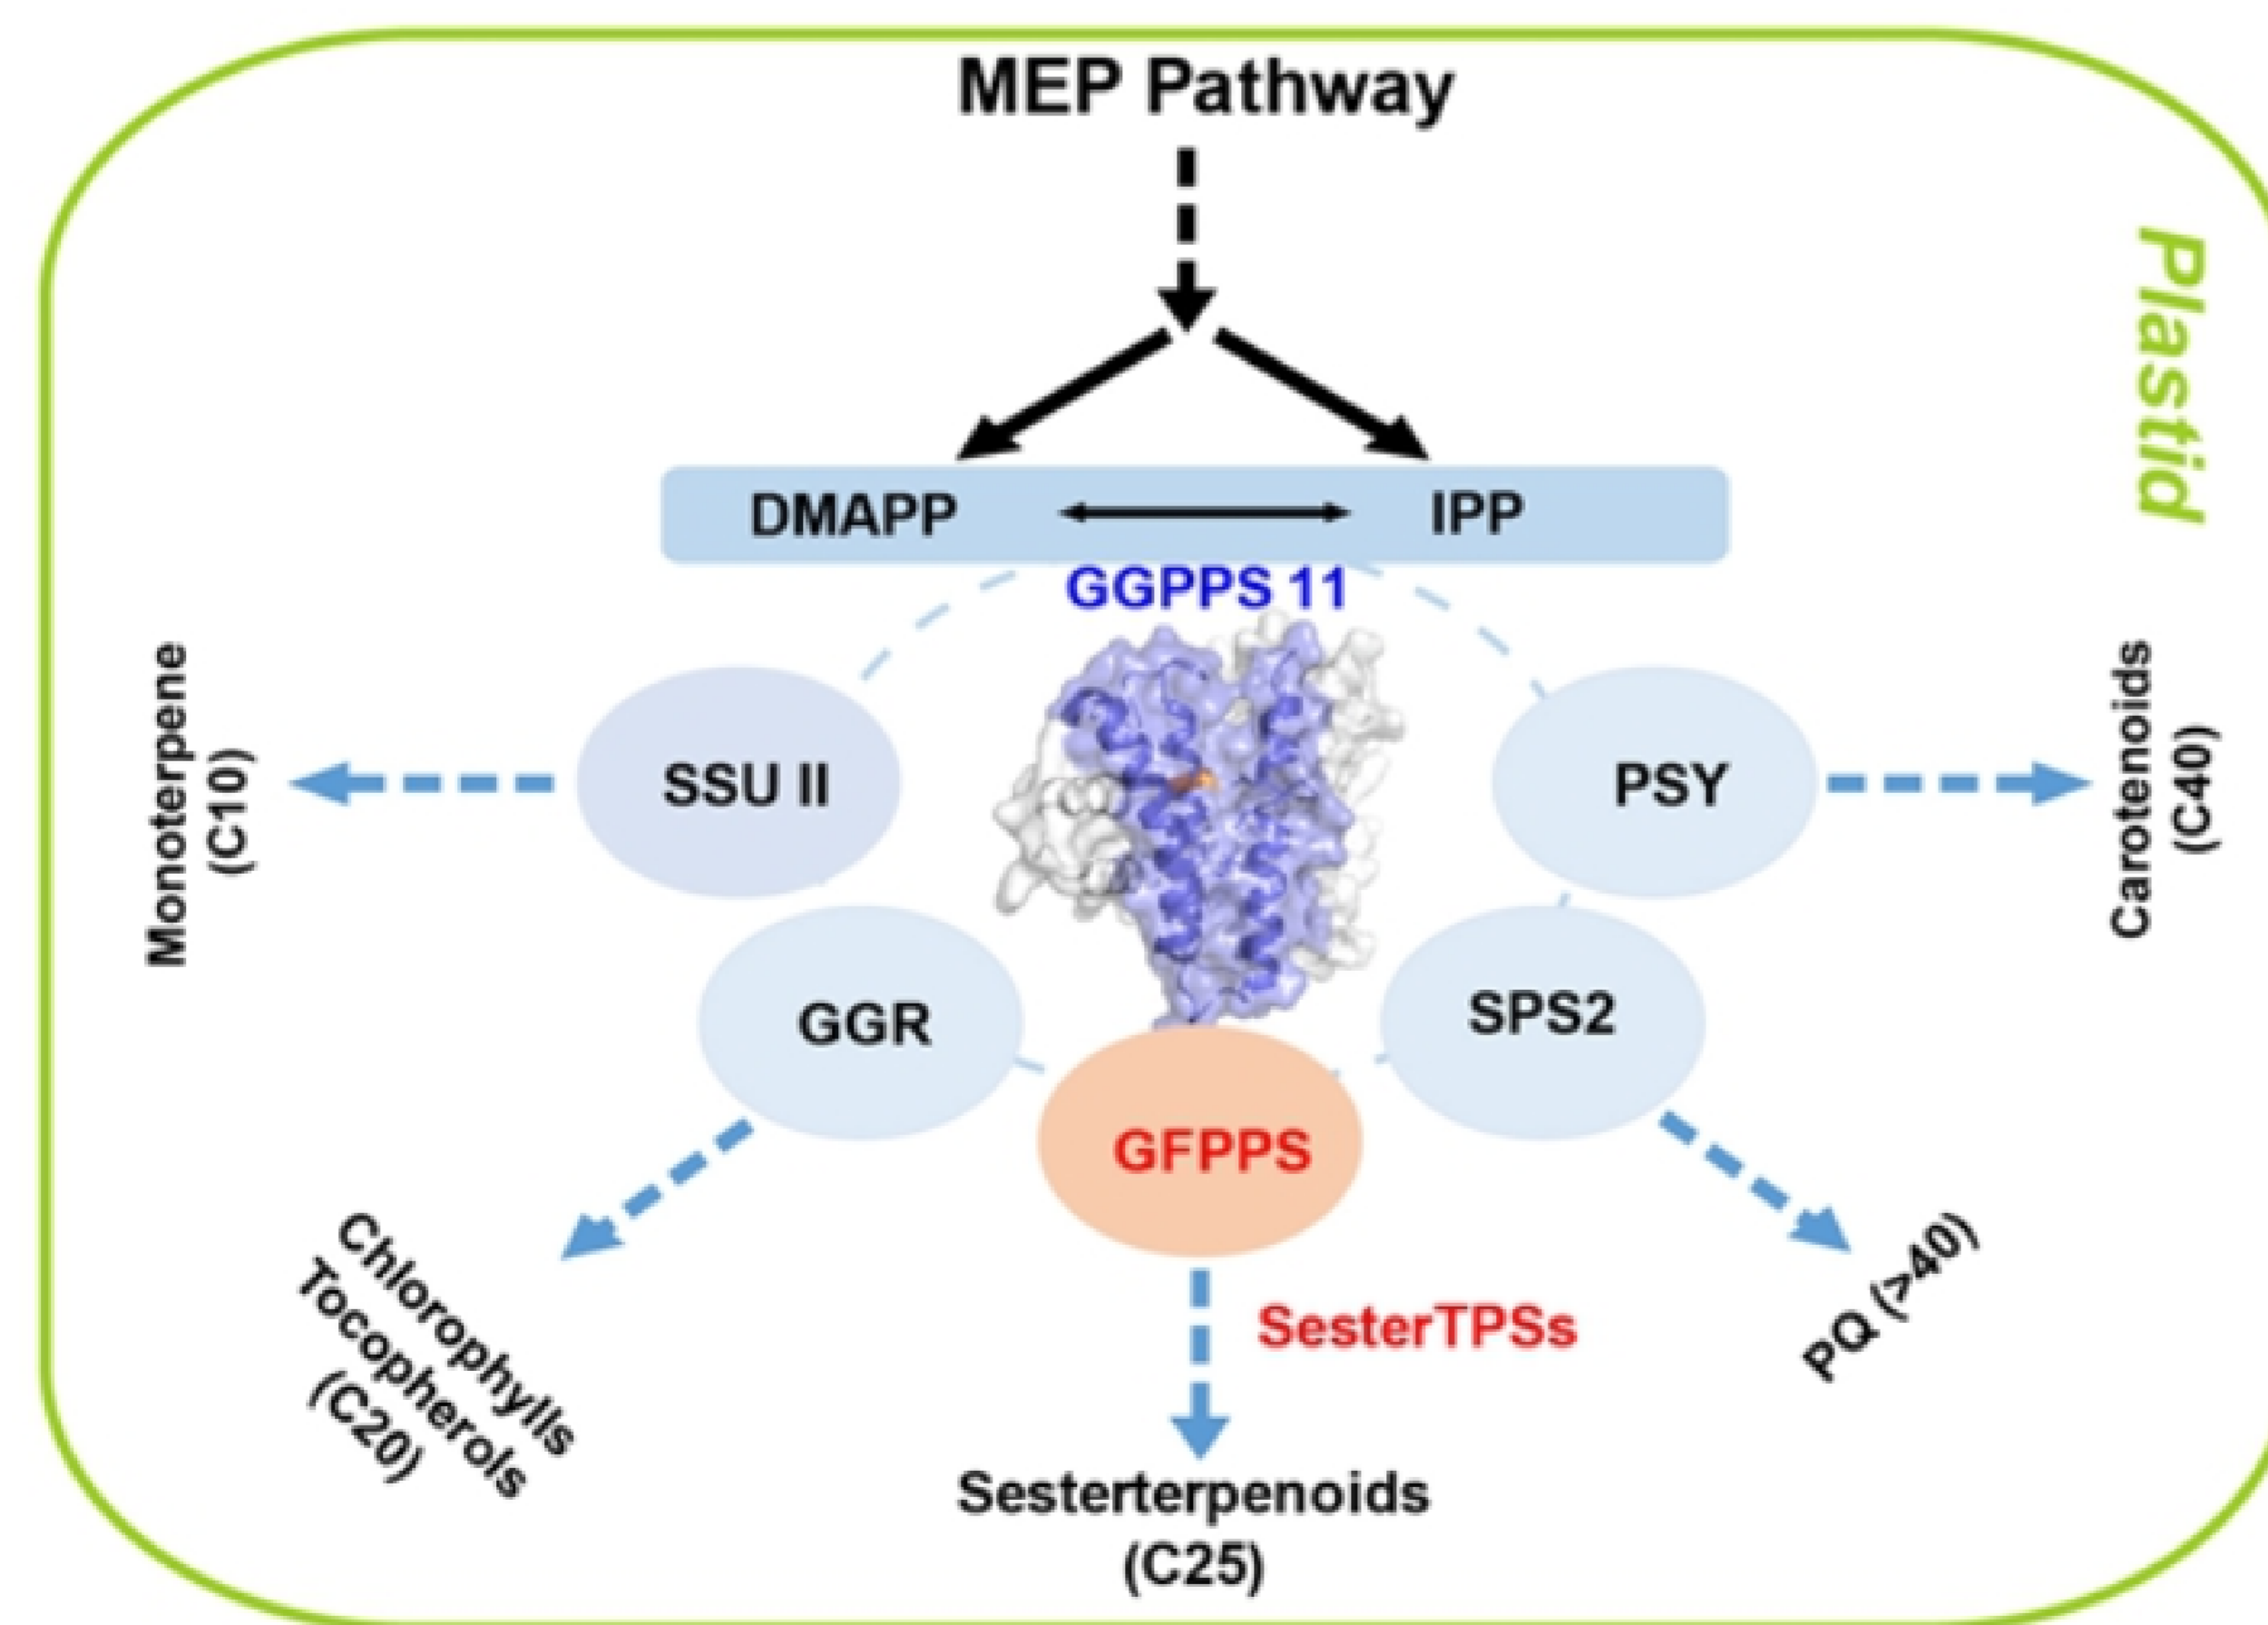 MEP Pathway
Plastid
DMAPP
IPP
GGPPS 11
Monoterpene
(C10)
SSU II
PSY
Carotenoids
(C40)
GGR
SPS2
GFPPS
Chlorophylls
Tocopherols
(C20)
SesterTPSs
PQ (>40)
Sesterterpenoids
(C25)